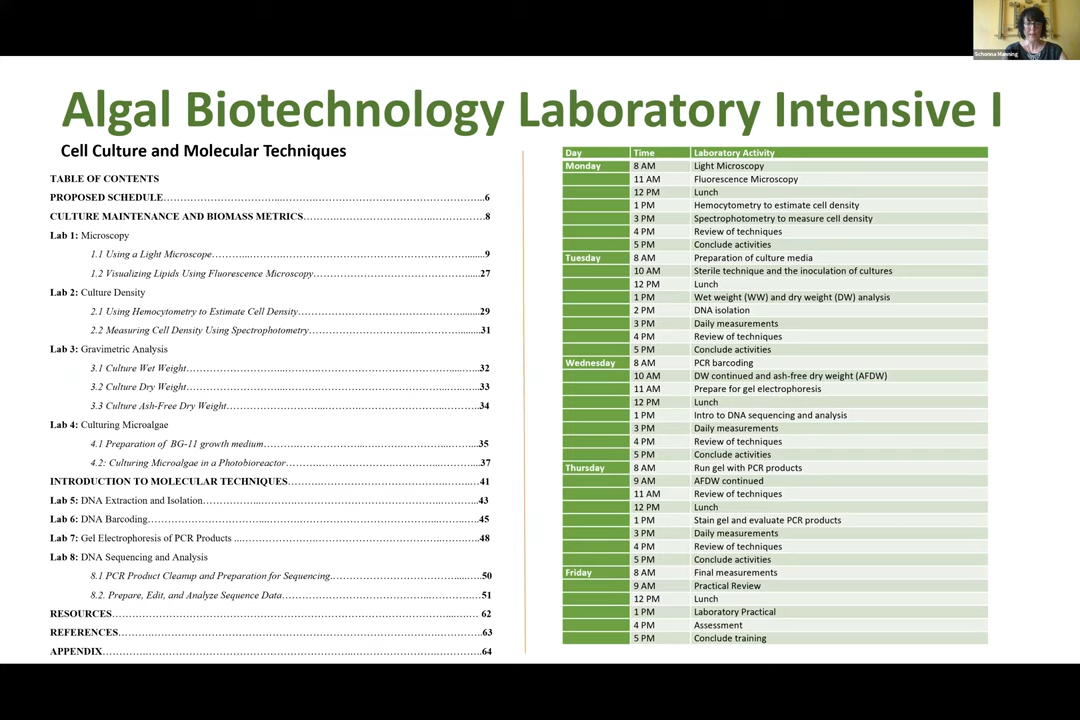 Schonna Manning
Algal Biotechnology Laboratory Intensive I
Cell Culture and Molecular Techniques
TABLE OF CONTENTS
PROPOSED SCHEDULE 6
CULTURE MAINTENANCE AND BIOMASS METRICS 8
Lab 1: Microscopy
1.1 Using a Light Microscope 9
1.2 Visualizing Lipids Using Fluorescence Microscopy 27
Lab 2: Culture Density
2.1 Using Hemocytometry to Estimate Cell Density 29
2.2 Measuring Cell Density Using Spectrophotometry 31
Lab 3: Gravimetric Analysis
3.1 Culture Wet Weight 32
3.2 Culture Dry Weight 33
3.3 Culture Ash-Free Dry Weight 34
Lab 4: Culturing Microalgae
4.1 Preparation of BG-11 growth medium 35
4.2: Culturing Microalgae in a Photobioreactor 37
INTRODUCTION TO MOLECULAR TECHNIQUES 41
Lab 5: DNA Extraction and Isolation 43
Lab 6: DNA Barcoding 45
Lab 7: Gel Electrophoresis of PCR Products 48
Lab 8: DNA Sequencing and Analysis
8.1 PCR Product Cleanup and Preparation for Sequencing 50
8.2. Prepare, Edit, and Analyze Sequence Data 51
RESOURCES 62
REFERENCES 63
APPENDIX 64
Day Time Laboratory Activity
Monday 8 AM Light Microscopy
11 AM Fluorescence Microscopy
12 PM Lunch
1 PM Hemocytometry to estimate cell density
3 PM Spectrophotometry to measure cell density
4 PM Review of techniques
5 PM Conclude activities
Tuesday 8 AM Preparation of culture media
10 AM Sterile technique and the inoculation of cultures
12 PM Lunch
1 PM Wet weight (WW) and dry weight (DW) analysis
2 PM DNA isolation
3 PM Daily measurements
4 PM Review of techniques
5 PM Conclude activities
Wednesday 8 AM PCR barcoding
10 AM DW continued and ash-free dry weight (AFDW)
11 AM Prepare for gel electrophoresis
12 PM Lunch
1 PM Intro to DNA sequencing and analysis
3 PM Daily measurements
4 PM Review of techniques
5 PM Conclude activities
Thursday 8 AM Run gel with PCR products
9 AM AFDW continued
11 AM Review of techniques
12 PM Lunch
1 PM Stain gel and evaluate PCR products
3 PM Daily measurements
4 PM Review of techniques
5 PM Conclude activities
Friday 8 AM Final measurements
9 AM Practical Review
12 PM Lunch
1 PM Laboratory Practical
4 PM Assessment
5 PM Conclude training